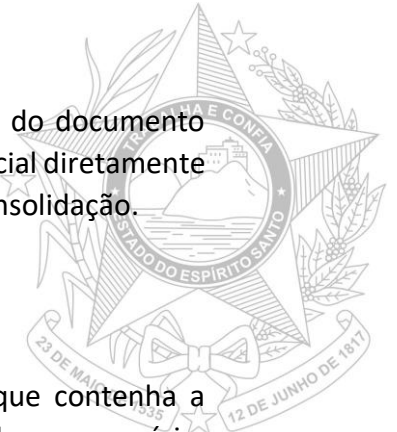 do documento
cial diretamente
nsolidação.
TRABALHA E CONFIA
ESTADO DO ESPÍRITO SANTO
23 DE MAIO DE 1535
12 DE JUNHO DE 1817
que contenha a